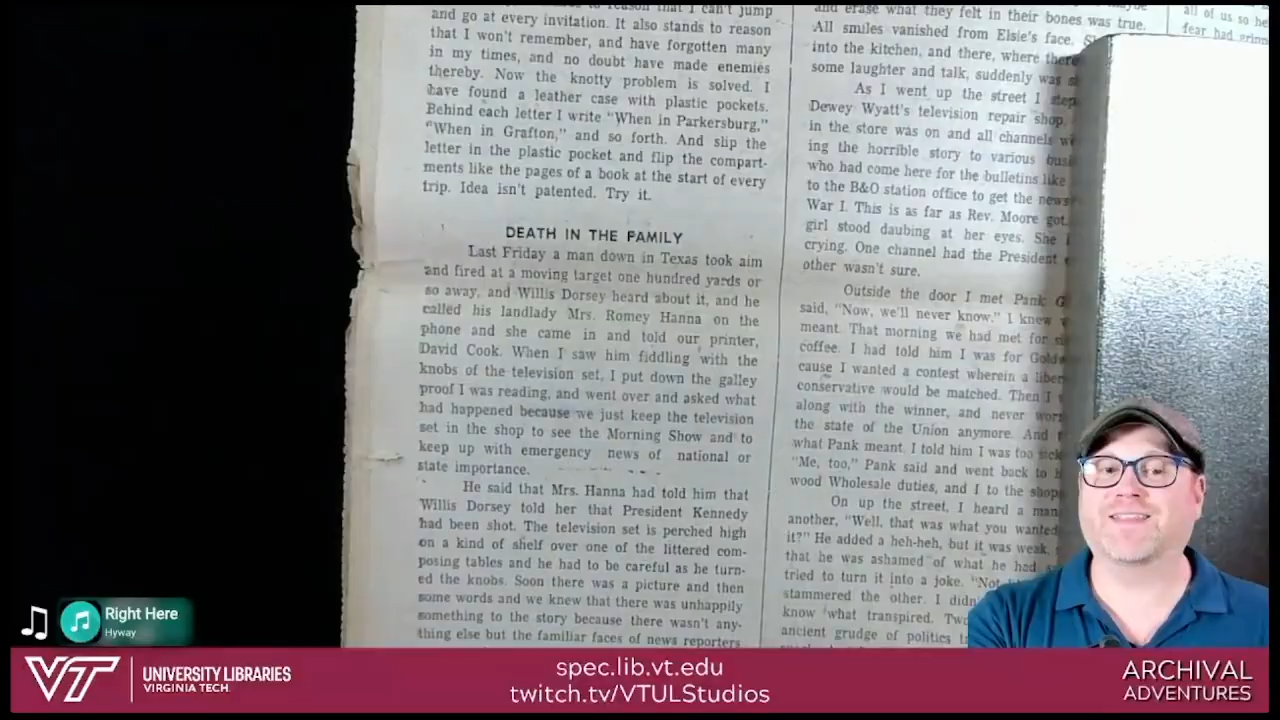 and go at every invitation. It also stands to reason
that I won't remember, and have forgotten many
in my times, and no doubt have made enemies
thereby. Now the knotty problem is solved. I
have found a leather case with plastic pockets.
Behind each letter I write "When in Parkersburg,"
"When in Grafton," and so forth. And slip the
letter in the plastic pocket and flip the compart-
ments like the pages of a book at the start of every
trip. Idea isn't patented. Try it.
DEATH IN THE FAMILY
Last Friday a man down in Texas took aim
and fired at a moving target one hundred yards or
so away, and Willis Dorsey heard about it, and he
called his landlady Mrs. Romey Hanna on the
phone and she came in and told our printer,
David Cook. When I saw him fiddling with the
knobs of the television set, I put down the galley
proof I was reading, and went over and asked what
had happened because we just keep the television
set in the shop to see the Morning Show and to
keep up with emergency news of national or
state importance.
He said that Mrs. Hanna had told him that
Willis Dorsey told her that President Kennedy
had been shot. The television set is perched high
on a kind of shelf over one of the littered com-
posing tables and he had to be careful as he turn-
ed the knobs. Soon there was a picture and then
some words and we knew that there was unhappily
something to the story because there wasn't any-
thing else but the familiar faces of news reporters
and erase what they felt in their bones was true.
All smiles vanished from Elsie's face.
into the kitchen, and there, where there
some laughter and talk, suddenly was
As I went up the street I
Dewey Wyatt's television repair shop.
in the store was on and all channels
ing the horrible story to various
who had come here for the bulletins like
to the B&O station office to get the news
War I. This is as far as Rev. Moore got.
girl stood daubing at her eyes. She
crying. One channel had the President
other wasn't sure.
Outside the door I met Pank
said, "Now, we'll never know." I knew
meant. That morning we had met for
coffee. I had told him I was for
cause I wanted a contest wherein a
conservative would be matched. Then I
along with the winner, and never
the state of the Union anymore. And
what Pank meant. I told him I was too
"Me, too," Pank said and went back to
wood Wholesale duties, and I to the shop
On up the street, I heard a man
another, "Well, that was what you wanted
it?" He added a heh-heh, but it was weak,
that he was ashamed of what he had
tried to turn it into a joke. "Not
stammered the other. I didn
know what transpired.
ancient grudge of politics
all of us so he
fear had
Right Here
Hyway
VT UNIVERSITY LIBRARIES
VIRGINIA TECH.
spec.lib.vt.edu
twitch.tv/VTULStudios
ARCHIVAL
ADVENTURES